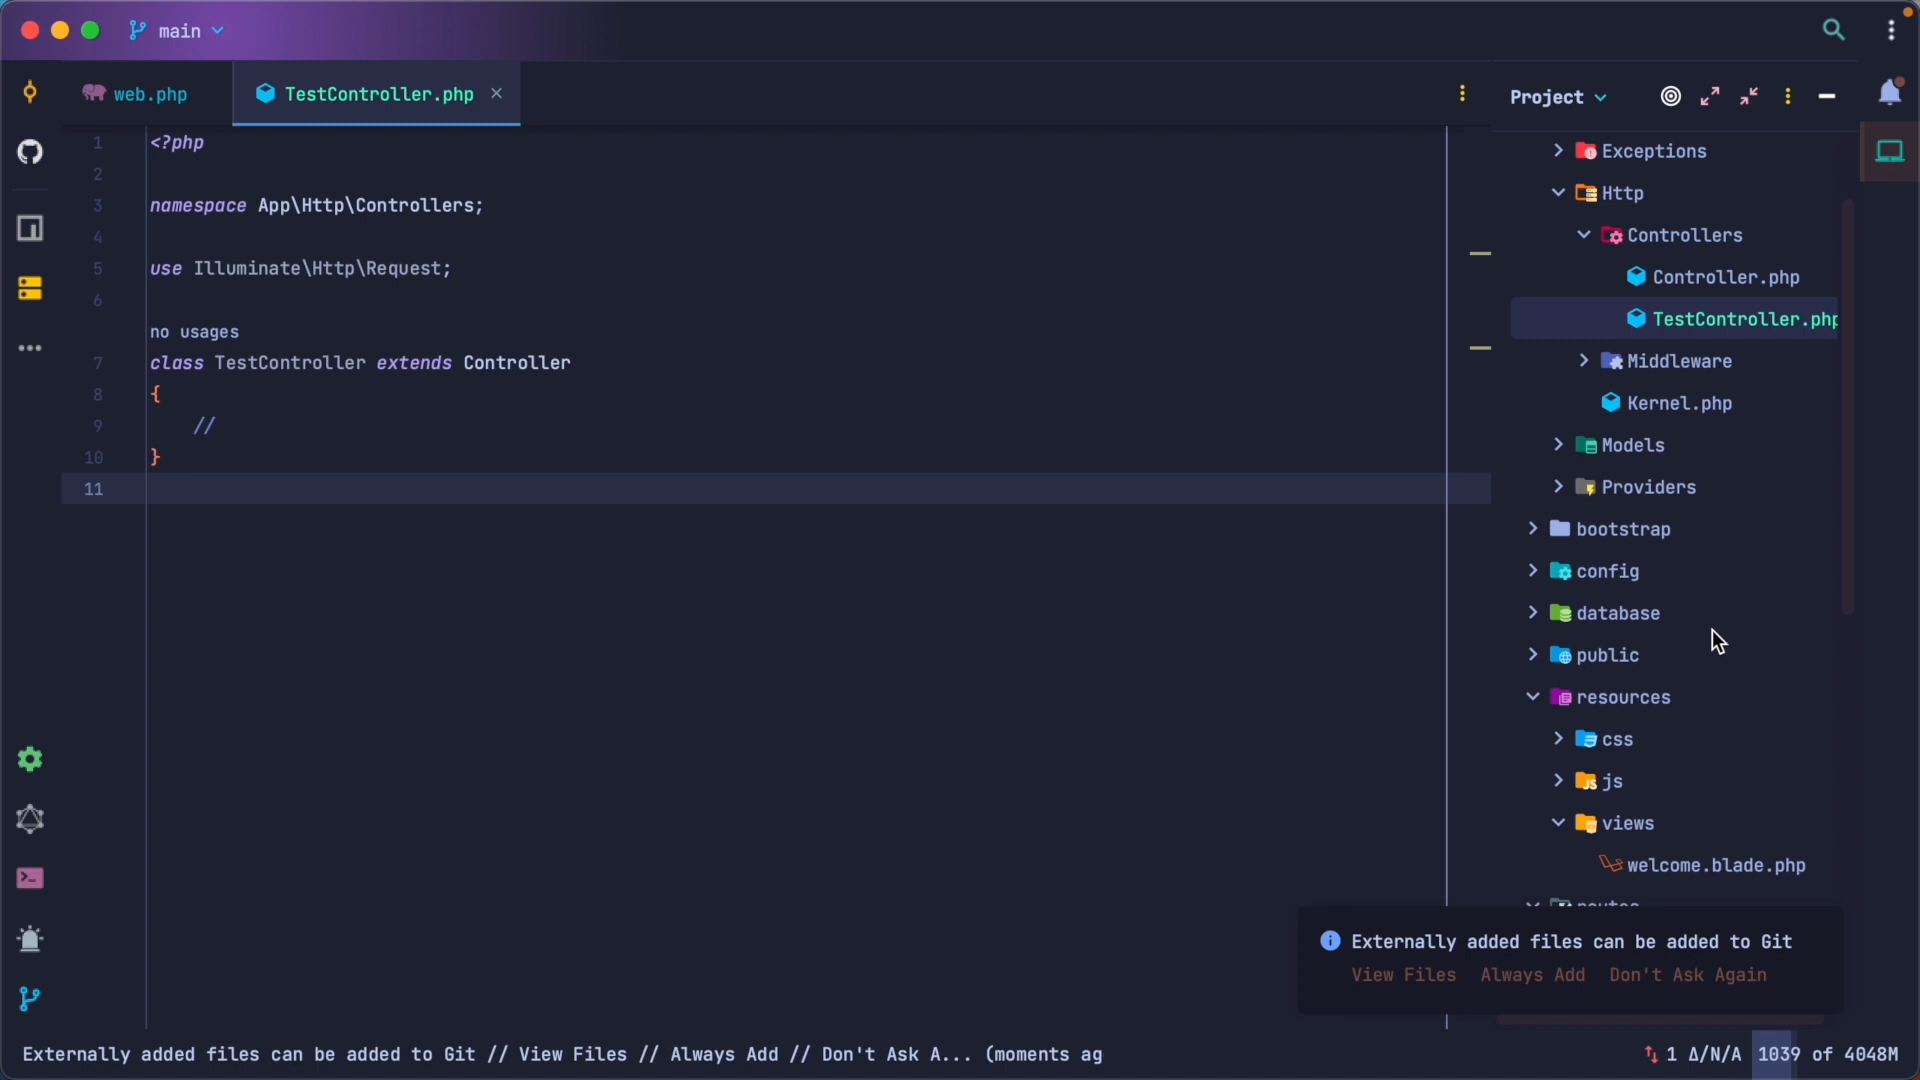 main
web.php
TestController.php
1 <?php
2
3 namespace App\Http\Controllers;
4
5 use Illuminate\Http\Request;
6
no usages
7 class TestController extends Controller
8 {
9 //
10 }
11
Project
Exceptions
Http
Controllers
Controller.php
TestController.php
Middleware
Kernel.php
Models
Providers
bootstrap
config
database
public
resources
css
JS js
views
welcome.blade.php
routes
Externally added files can be added to Git
View Files Always Add Don't Ask Again
Externally added files can be added to Git // View Files // Always Add // Don't Ask A... (moments ag
1 Δ/N/A 1039 of 4048M